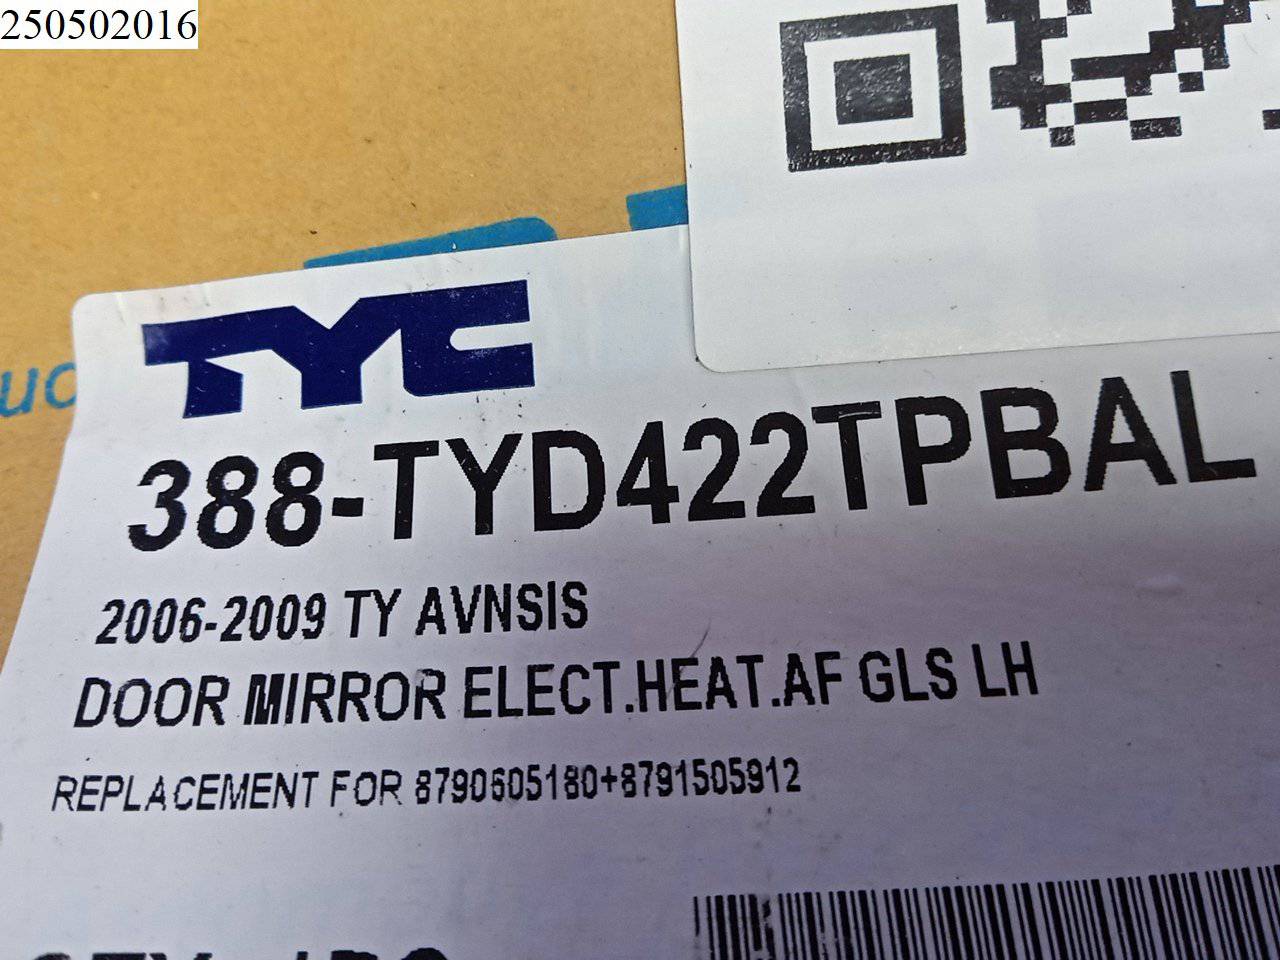 250502016
TYC
388-TYD422TPBAL
2006-2009 TY AVNSIS
DOOR MIRROR ELECT.HEAT.AF GLS LH
REPLACEMENT FOR 8790605180+8791505912